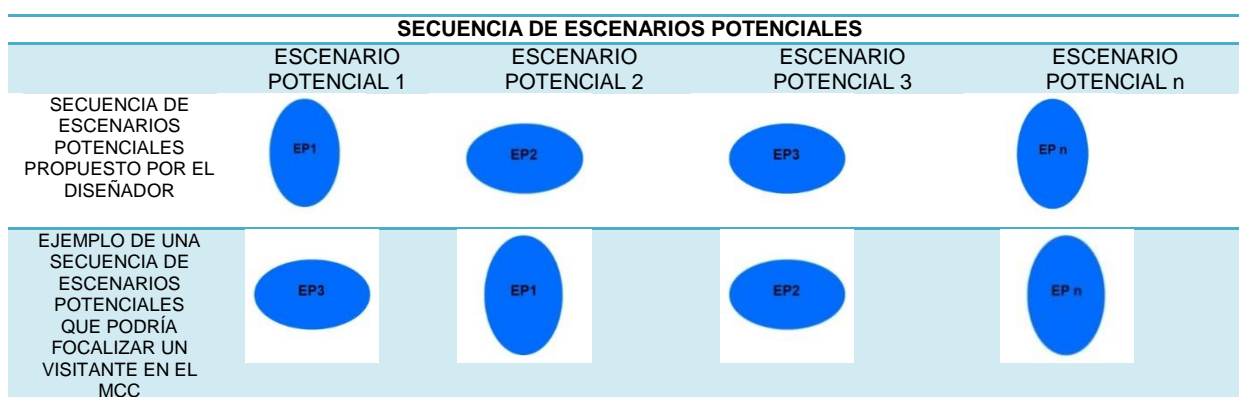 SECUENCIA DE ESCENARIOS POTENCIALES
ESCENARIO
POTENCIAL 1
ESCENARIO
POTENCIAL 2
ESCENARIO
POTENCIAL 3
ESCENARIO
POTENCIAL n
SECUENCIA DE
ESCENARIOS
POTENCIALES
PROPUESTO POR EL
DISEÑADOR
EP1
EP2
EP3
EP n
EJEMPLO DE UNA
SECUENCIA DE
ESCENARIOS
POTENCIALES
QUE PODRÍA
FOCALIZAR UN
VISITANTE EN EL
MCC
EP3
EP1
EP2
EP n